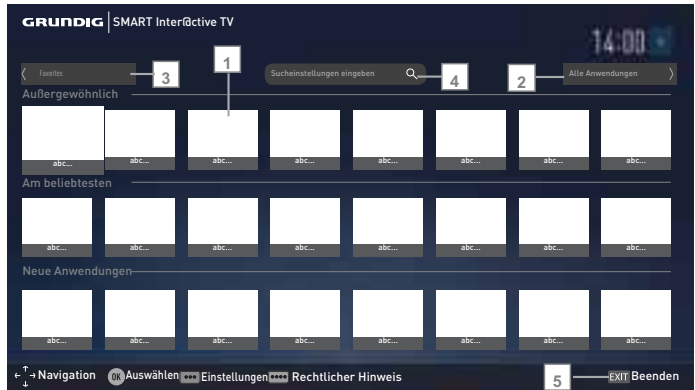 GRUNDIG SMART Inter@ctive TV
14:00
Favorites 3 1 Sucheinstellungen eingeben 4 2 Alle Anwendungen
Außergewöhnlich
abc... abc... abc... abc... abc... abc... abc... abc...
Am beliebtesten
abc... abc... abc... abc... abc... abc... abc... abc...
Neue Anwendungen
abc... abc... abc... abc... abc... abc... abc... abc...
Navigation OK Auswählen Einstellungen Rechtlicher Hinweis 5 EXIT Beenden